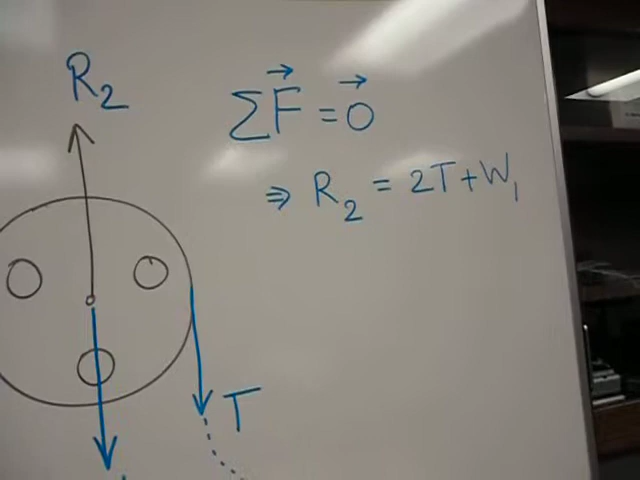 R₂
ΣF⃗ = 0⃗
⇒ R₂ = 2T + W₁
T